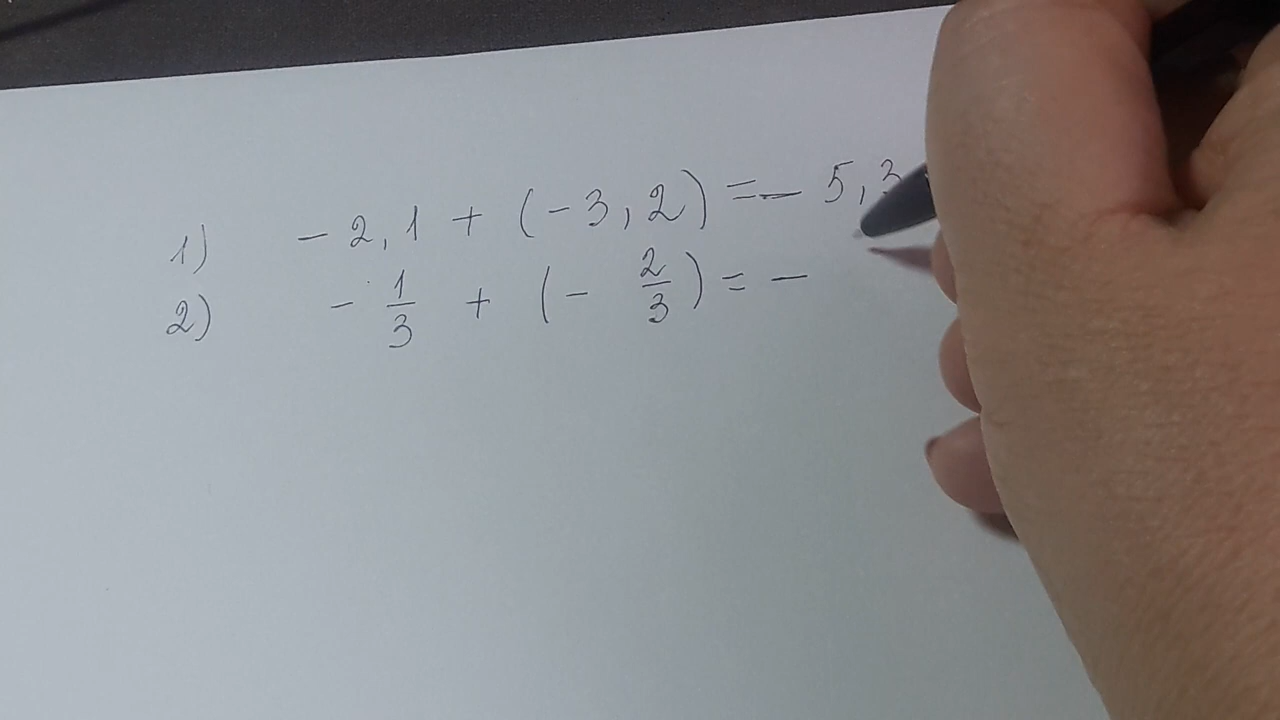 1) - 2,1 + (-3,2) = - 5,3
2) - 1/3 + (- 2/3) = -